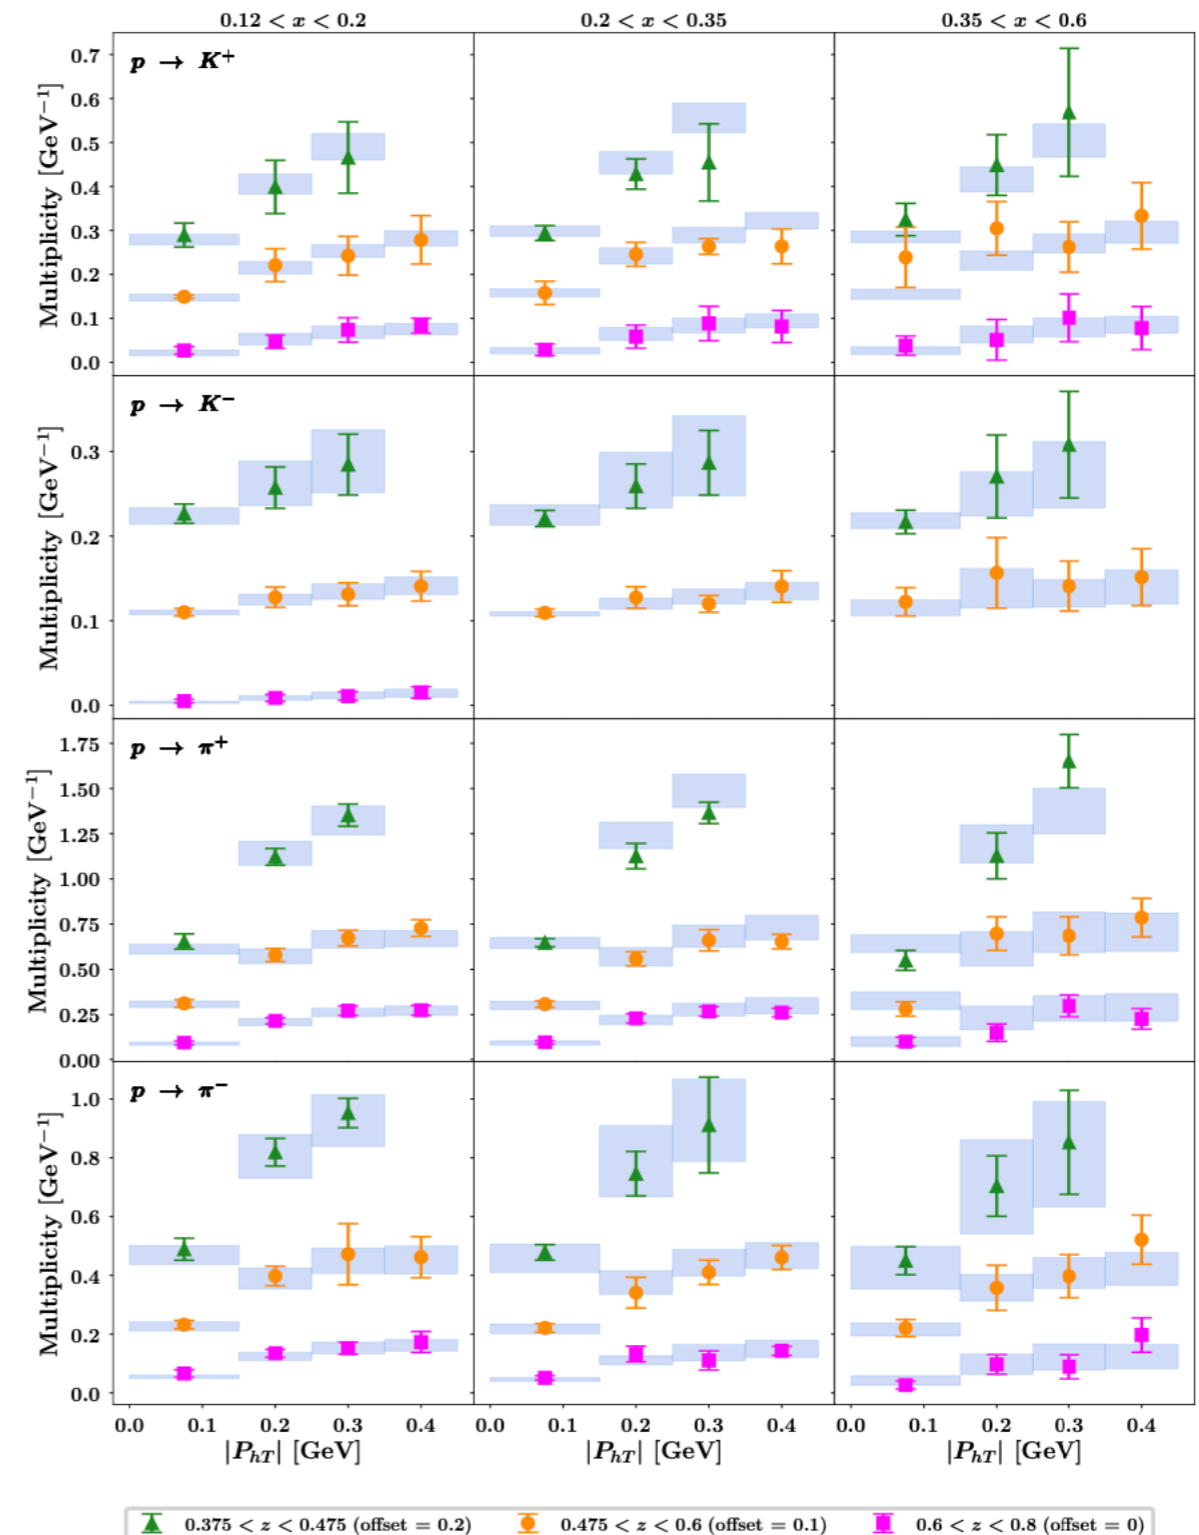 0.12 < x < 0.2 0.2 < x < 0.35 0.35 < x < 0.6
p → K⁺
Multiplicity [GeV⁻¹]
0.7
0.6
0.5
0.4
0.3
0.2
0.1
0.0
p → K⁻
Multiplicity [GeV⁻¹]
0.3
0.2
0.1
0.0
p → π⁺
Multiplicity [GeV⁻¹]
1.75
1.50
1.25
1.00
0.75
0.50
0.25
0.00
p → π⁻
Multiplicity [GeV⁻¹]
1.0
0.8
0.6
0.4
0.2
0.0
0.0 0.1 0.2 0.3 0.4 0.0 0.1 0.2 0.3 0.4 0.0 0.1 0.2 0.3 0.4
|P_{hT}| [GeV] |P_{hT}| [GeV] |P_{hT}| [GeV]
0.375 < z < 0.475 (offset = 0.2) 0.475 < z < 0.6 (offset = 0.1) 0.6 < z < 0.8 (offset = 0)